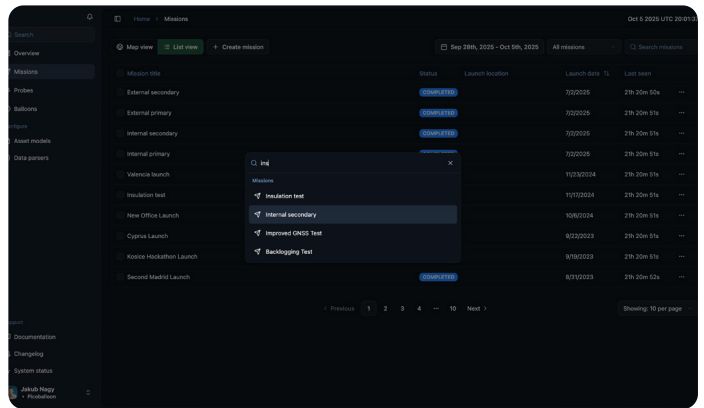 Home › Missions
Oct 5 2025 UTC 20:01:3
Search
Overview
Missions
Probes
Balloons
Asset models
Data parsers
Map view
List view
+ Create mission
Sep 28th, 2025 - Oct 5th, 2025
All missions
Search missions
Mission title Status Launch location Launch date Last seen
External secondary COMPLETED 7/2/2025 21h 20m 50s ...
External primary COMPLETED 7/2/2025 21h 20m 51s ...
Internal secondary COMPLETED 7/2/2025 21h 20m 51s ...
Internal primary 7/2/2025 21h 20m 51s ...
Valencia launch 11/23/2024 21h 20m 51s ...
Insulation test 11/17/2024 21h 20m 51s ...
New Office Launch 10/6/2024 21h 20m 51s ...
Cyprus Launch 9/22/2023 21h 20m 51s ...
Kosice Hackathon Launch 9/19/2023 21h 20m 51s ...
Second Madrid Launch COMPLETED 8/31/2023 21h 20m 52s ...
ins
Missions
Insulation test
Internal secondary
Improved GNSS Test
Backlogging Test
‹ Previous 1 2 3 4 ... 10 Next ›
Showing: 10 per page
Documentation
Changelog
System status
Jakub Nagy
• Picoballoon